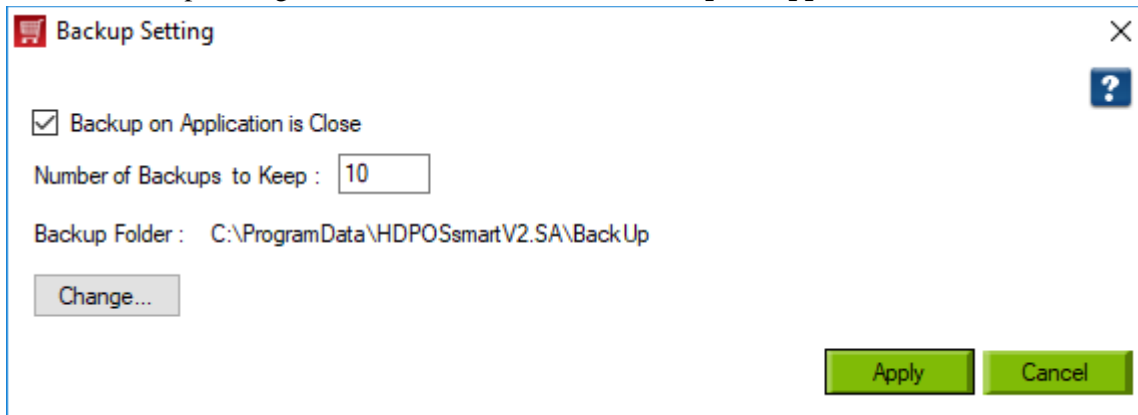 Backup Setting
?
Backup on Application is Close
Number of Backups to Keep : 10
Backup Folder : C:\ProgramData\HDPOSsmartV2.SA\BackUp
Change...
Apply Cancel